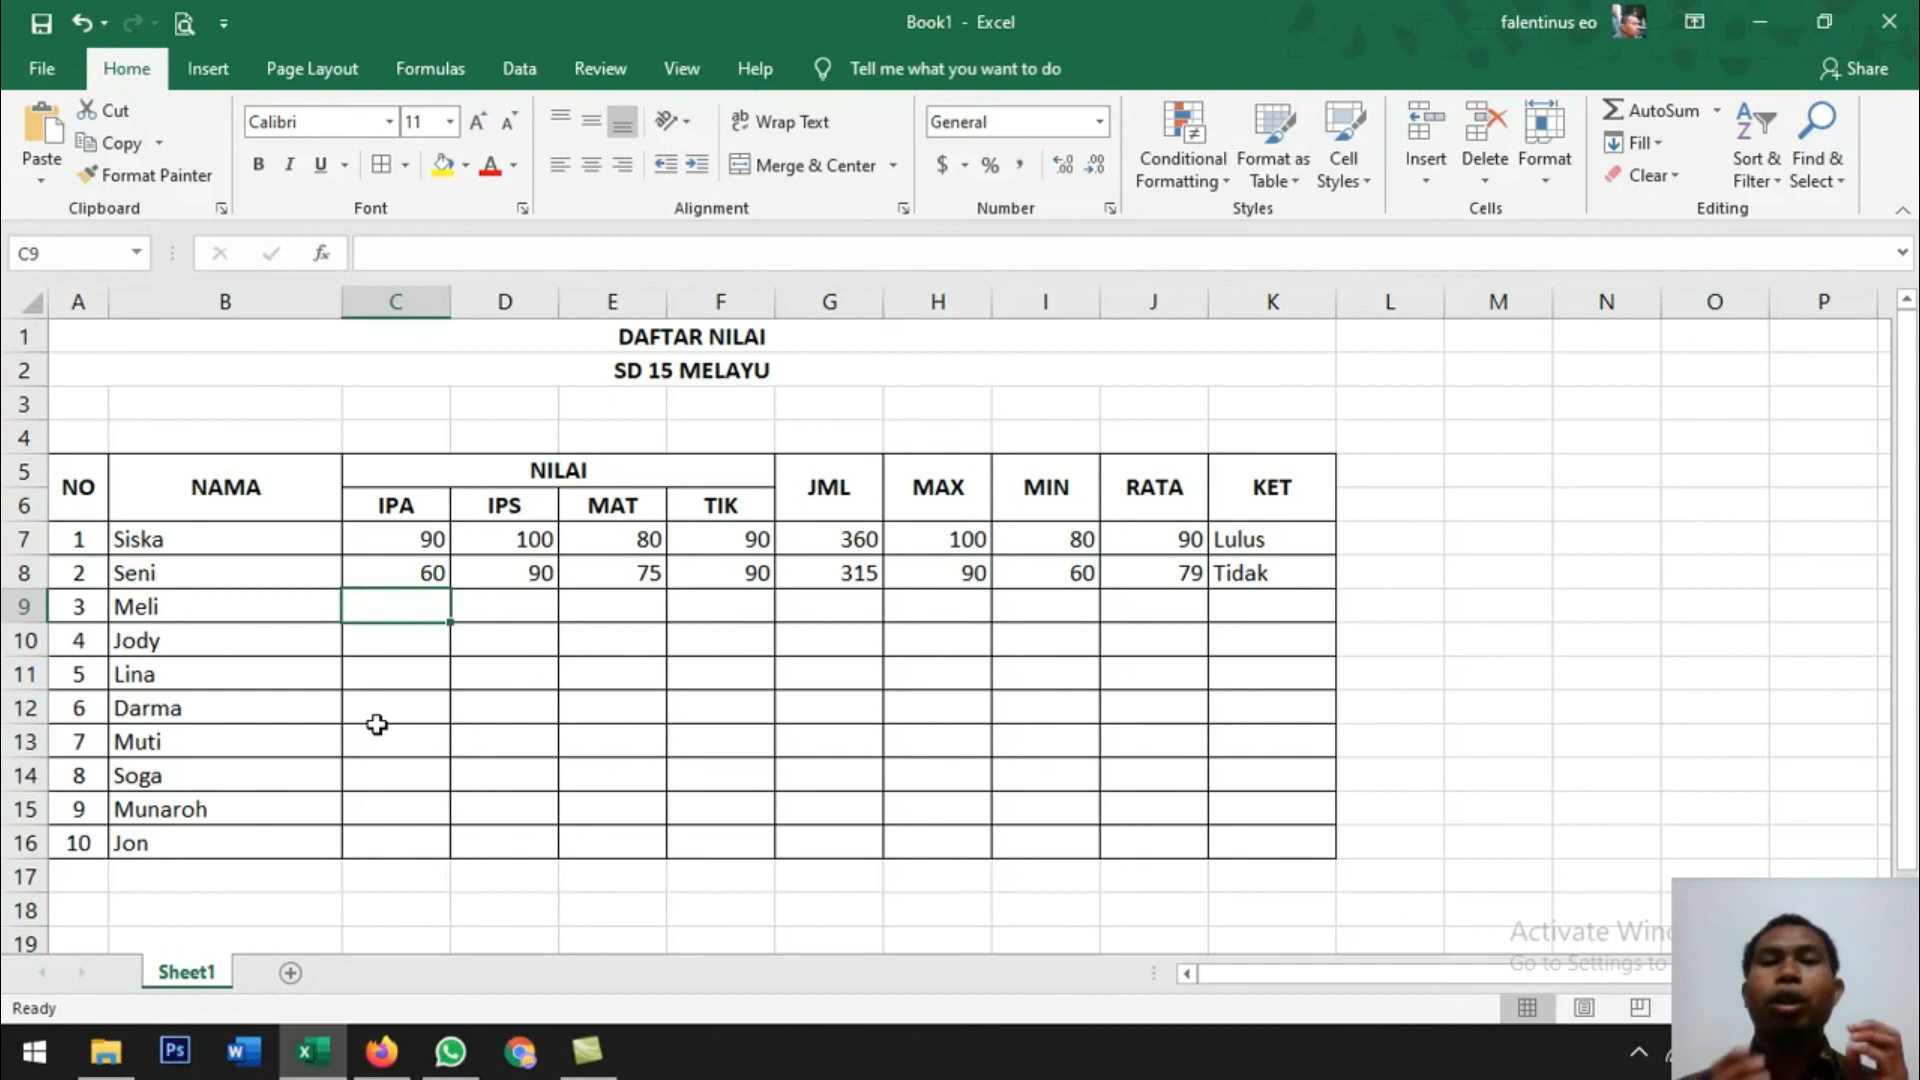 Book1 - Excel
falentinus eo
File Home Insert Page Layout Formulas Data Review View Help Tell me what you want to do Share
Paste
Cut
Copy
Format Painter
Clipboard
Calibri 11
B I U A
Font
Wrap Text
Merge & Center
Alignment
General
$ % ,
Number
Conditional Formatting
Format as Table
Cell Styles
Styles
Insert Delete Format
Cells
AutoSum
Fill
Clear
Sort & Filter
Find & Select
Editing
C9 fx
A B C D E F G H I J K L M N O P
1 DAFTAR NILAI
2 SD 15 MELAYU
3
4
5 NO NAMA NILAI JML MAX MIN RATA KET
6 IPA IPS MAT TIK
7 1 Siska 90 100 80 90 360 100 80 90 Lulus
8 2 Seni 60 90 75 90 315 90 60 79 Tidak
9 3 Meli
10 4 Jody
11 5 Lina
12 6 Darma
13 7 Muti
14 8 Soga
15 9 Munaroh
16 10 Jon
17
18
19
Activate Win
Go to Settings to
Sheet1
Ready
Ps W X